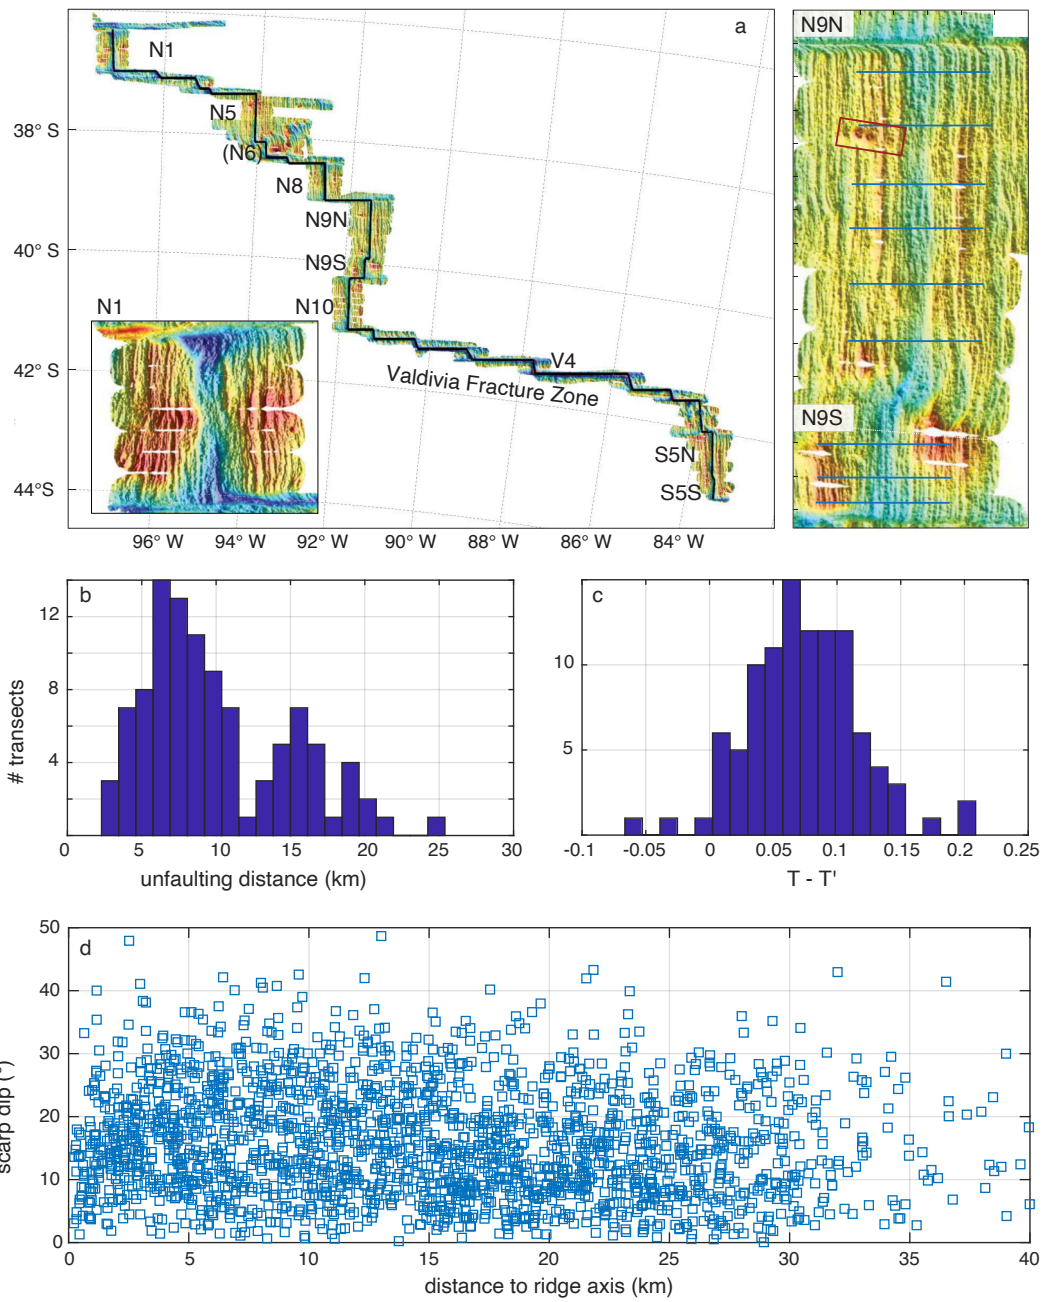 a
N1
N5
(N6)
N8
N9N
N9S
N10
V4
Valdivia Fracture Zone
S5N
S5S
38° S
40° S
42° S
44°S
96° W
94° W
92° W
90° W
88° W
86° W
84° W
N1
N9N
N9S
b
12
8
4
# transects
0
5
10
15
20
25
30
unfaulting distance (km)
c
10
5
-0.1
-0.05
0
0.05
0.1
0.15
0.2
0.25
T - T'
d
50
40
30
20
10
0
scarp dip (°)
0
5
10
15
20
25
30
35
40
distance to ridge axis (km)